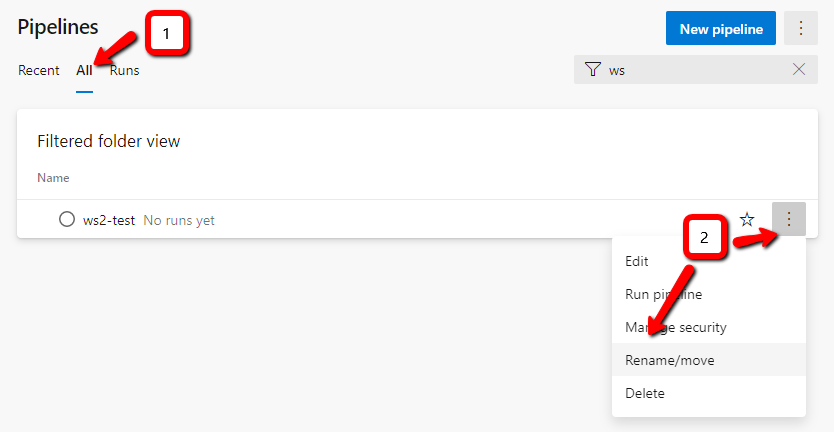 Pipelines
1
New pipeline
Recent All Runs
ws
Filtered folder view
Name
ws2-test No runs yet
2
Edit
Run pipeline
Manage security
Rename/move
Delete